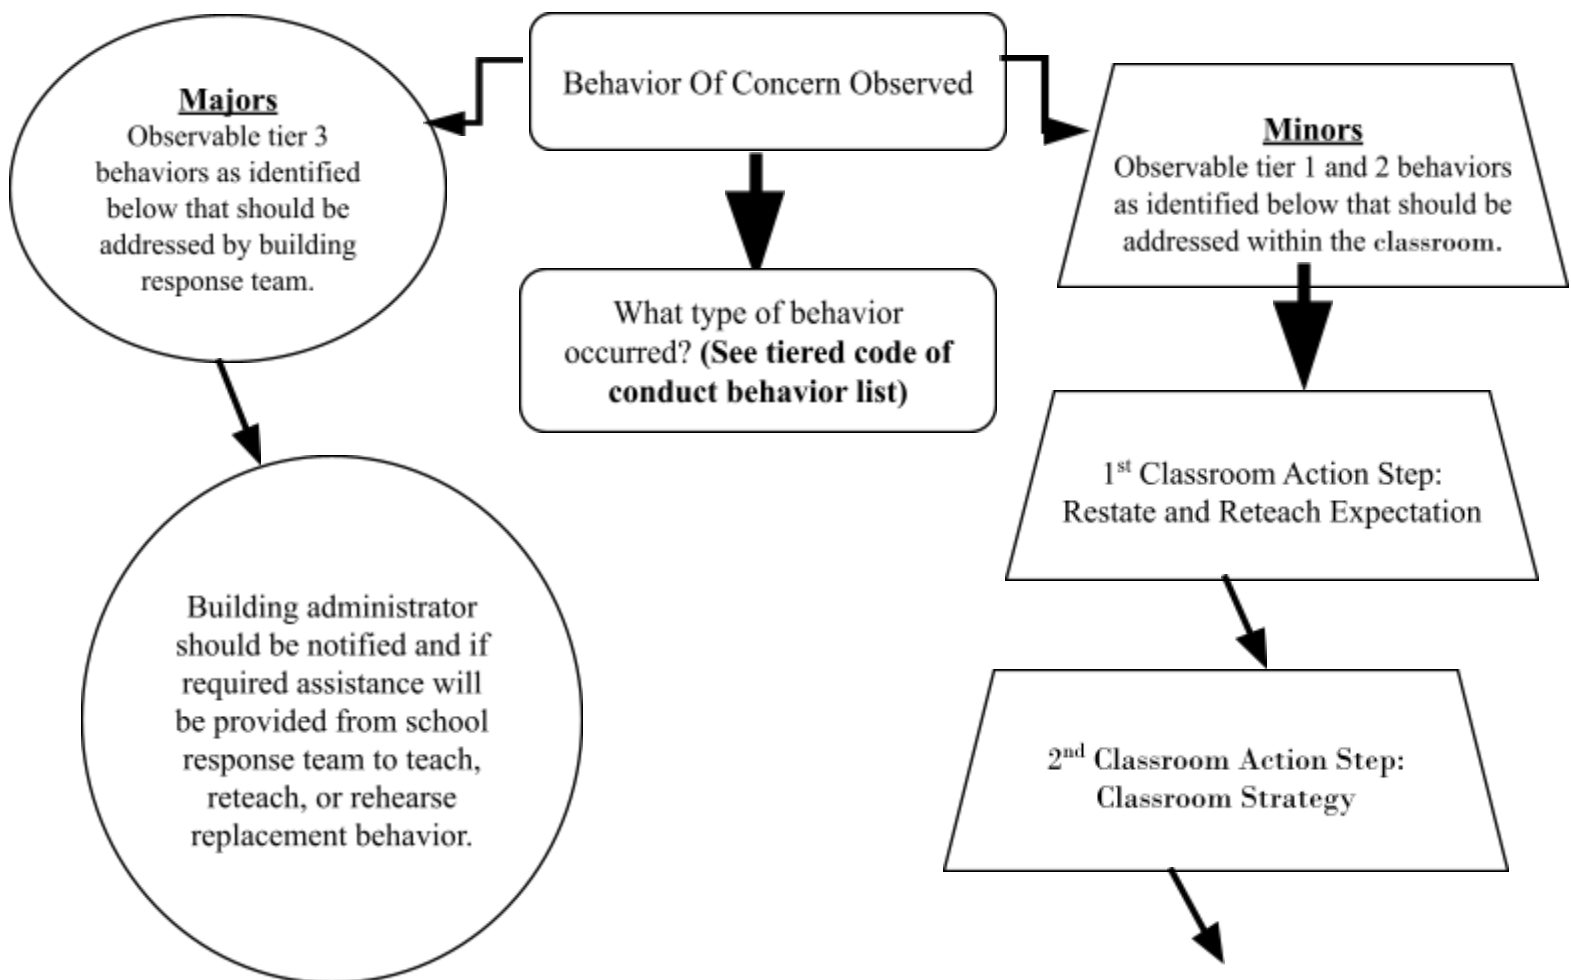 Behavior Of Concern Observed
Majors
Observable tier 3
behaviors as identified
below that should be
addressed by building
response team.
Minors
Observable tier 1 and 2 behaviors
as identified below that should be
addressed within the classroom.
What type of behavior
occurred? (See tiered code of
conduct behavior list)
1st Classroom Action Step:
Restate and Reteach Expectation
Building administrator
should be notified and if
required assistance will
be provided from school
response team to teach,
reteach, or rehearse
replacement behavior.
2nd Classroom Action Step:
Classroom Strategy